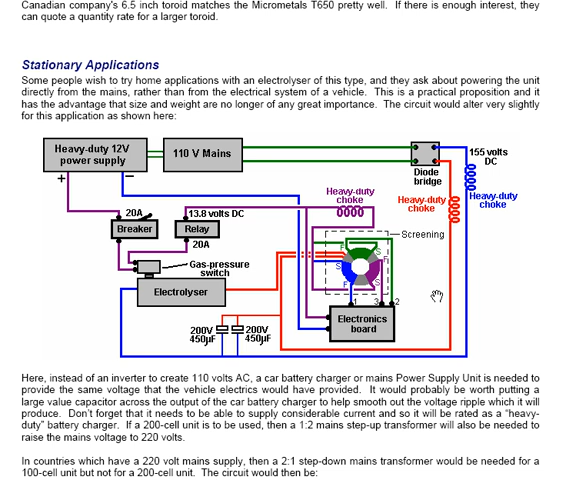 Canadian company's 6.5 inch toroid matches the Micrometals T650 pretty well. If there is enough interest, they
can quote a quantity rate for a larger toroid.
Stationary Applications
Some people wish to try home applications with an electrolyser of this type, and they ask about powering the unit
directly from the mains, rather than from the electrical system of a vehicle. This is a practical proposition and it
has the advantage that size and weight are no longer of any great importance. The circuit would alter very slightly
for this application as shown here:
Heavy-duty 12V
power supply
110 V Mains
155 volts
DC
Diode
bridge
+
−
Heavy-duty
choke
Heavy-duty
choke
Heavy-duty
choke
20A
Breaker
13.8 volts DC
Relay
20A
Screening
Gas-pressure
switch
Electrolyser
F
S
S
F
F
S
1
3
2
Electronics
board
200V
450µF
200V
450µF
Here, instead of an inverter to create 110 volts AC, a car battery charger or mains Power Supply Unit is needed to
provide the same voltage that the vehicle electrics would have provided. It would probably be worth putting a
large value capacitor across the output of the car battery charger to help smooth out the voltage ripple which it will
produce. Don't forget that it needs to be able to supply considerable current and so it will be rated as a "heavy-
duty" battery charger. If a 200-cell unit is to be used, then a 1:2 mains step-up transformer will also be needed to
raise the mains voltage to 220 volts.
In countries which have a 220 volt mains supply, then a 2:1 step-down mains transformer would be needed for a
100-cell unit but not for a 200-cell unit. The circuit would then be: